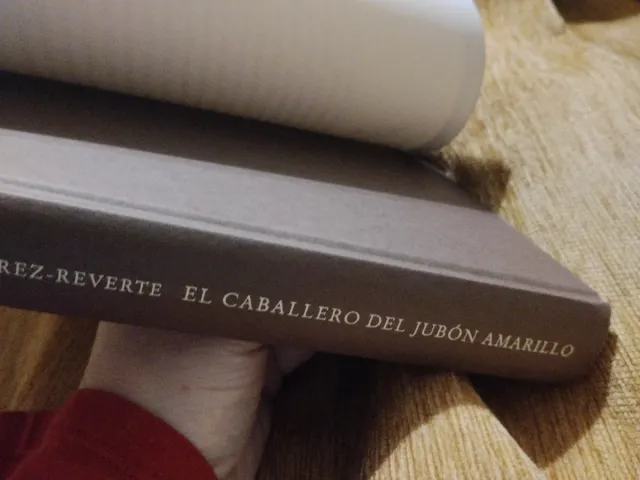 REZ-REVERTE EL CABALLERO DEL JUBÓN AMARILLO